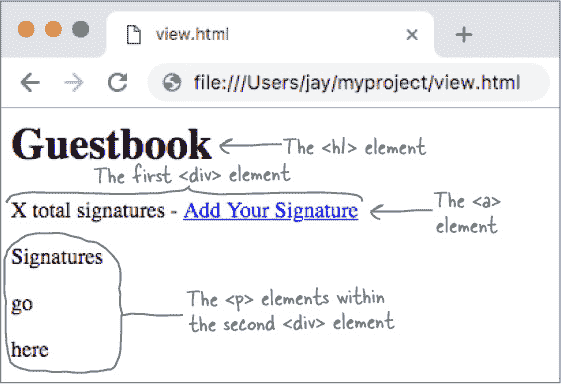 view.html
file:///Users/jay/myproject/view.html
Guestbook
The <h1> element
The first <div> element
X total signatures - Add Your Signature
The <a>
element
Signatures
go
here
The <p> elements within
the second <div> element